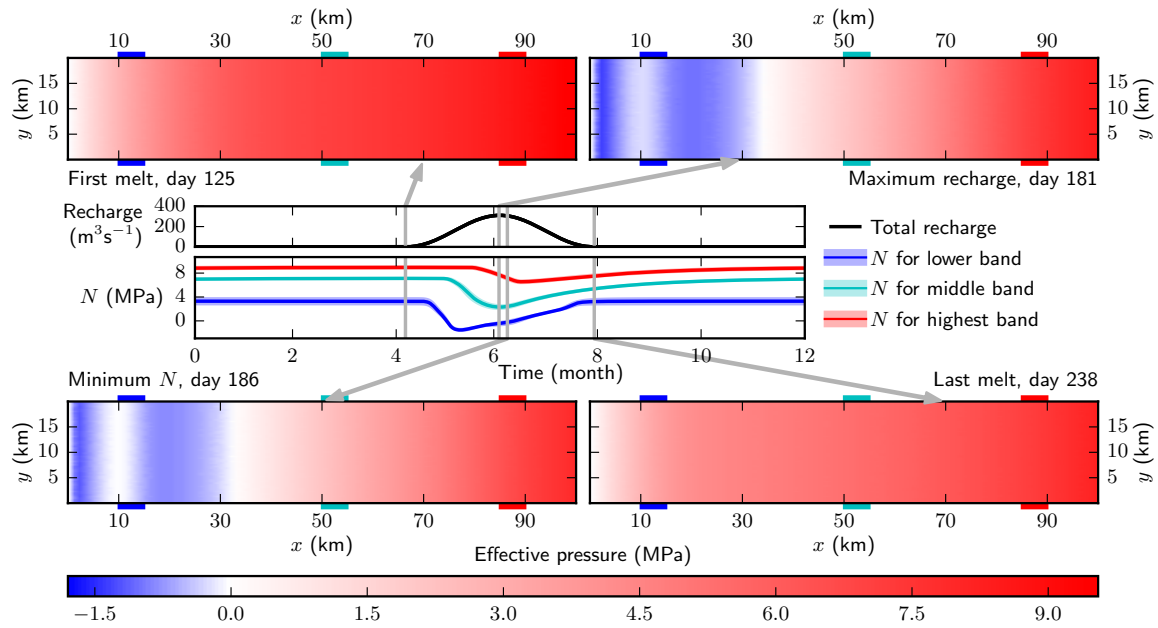 x (km)
x (km)
10 30 50 70 90
10 30 50 70 90
y (km)
15
10
5
15
10
5
y (km)
First melt, day 125
Maximum recharge, day 181
Recharge
(m³s⁻¹)
400
200
0
N (MPa)
8
4
0
0 2 4 6 8 10 12
Time (month)
Total recharge
N for lower band
N for middle band
N for highest band
Minimum N, day 186
Last melt, day 238
y (km)
15
10
5
15
10
5
y (km)
10 30 50 70 90
10 30 50 70 90
x (km)
x (km)
Effective pressure (MPa)
−1.5 0.0 1.5 3.0 4.5 6.0 7.5 9.0